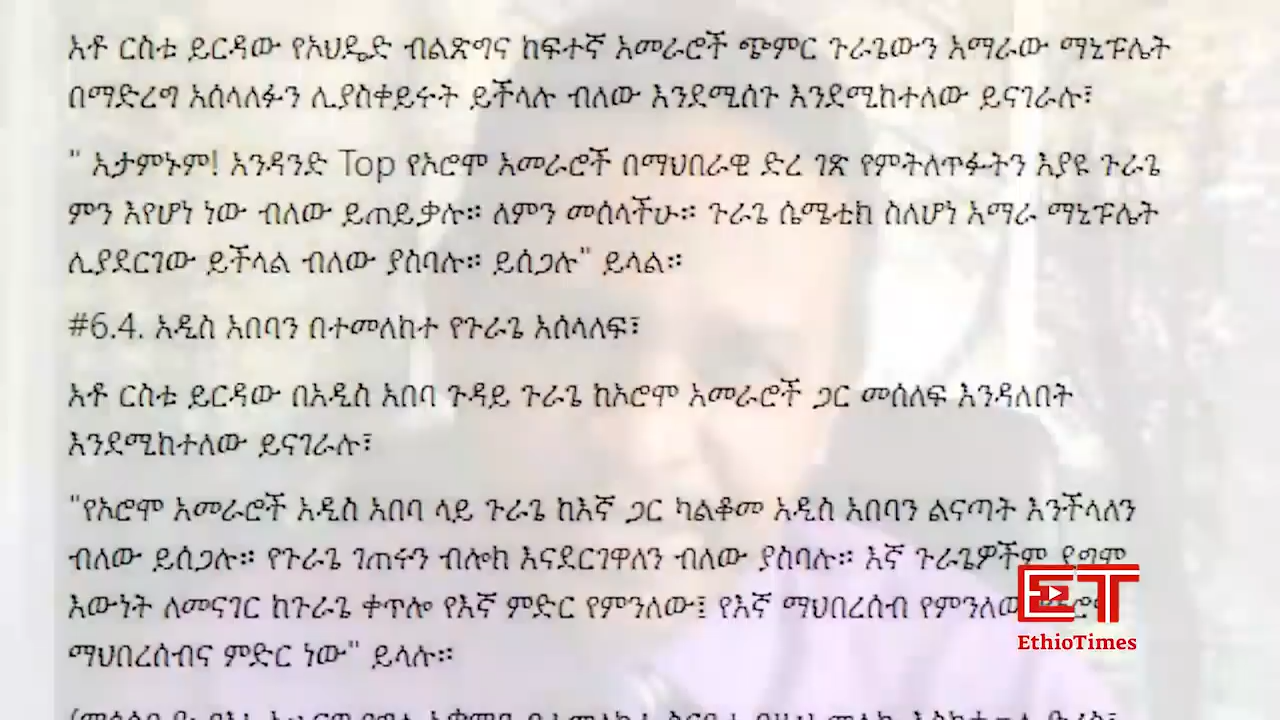 አቶ ርስቱ ይርዳው የኦህዴድ ብልጽግና ከፍተኛ አመራሮች ጭምር ጉራጌውን አማራው ማኒፑሌት
በማድረግ አሰላለፉን ሊያስቀይሩት ይችላሉ ብለው እንደሚሰጉ እንደሚከተለው ይናገራሉ፣
" አታምኑም! አንዳንድ Top የኦሮሞ አመራሮች በማህበራዊ ድረ ገጽ የምትለጥፉትን እያዩ ጉራጌ
ምን እየሆነ ነው ብለው ይጠይቃሉ። ለምን መሰላችሁ። ጉራጌ ሴሜቲክ ስለሆነ አማራ ማኒፑሌት
ሊያደርገው ይችላል ብለው ያስባሉ። ይሰጋሉ" ይላል።
#6.4. አዲስ አበባን በተመለከተ የጉራጌ አሰላለፍ፣
አቶ ርስቱ ይርዳው በአዲስ አበባ ጉዳይ ጉራጌ ከኦሮሞ አመራሮች ጋር መሰለፍ እንዳለበት
እንደሚከተለው ይናገራሉ፣
"የኦሮሞ አመራሮች አዲስ አበባ ላይ ጉራጌ ከእኛ ጋር ካልቆመ አዲስ አበባን ልናጣት እንችላለን
ብለው ይሰጋሉ። የጉራጌ ገጠሩን ብሎክ እናደርገዋለን ብለው ያስባሉ። እኛ ጉራጌዎችም ደግሞ
እውነት ለመናገር ከጉራጌ ቀጥሎ የእኛ ምድር የምንለው፤ የእኛ ማህበረሰብ የምንለው
ማህበረሰብና ምድር ነው" ይላሉ።
ET
EthioTimes